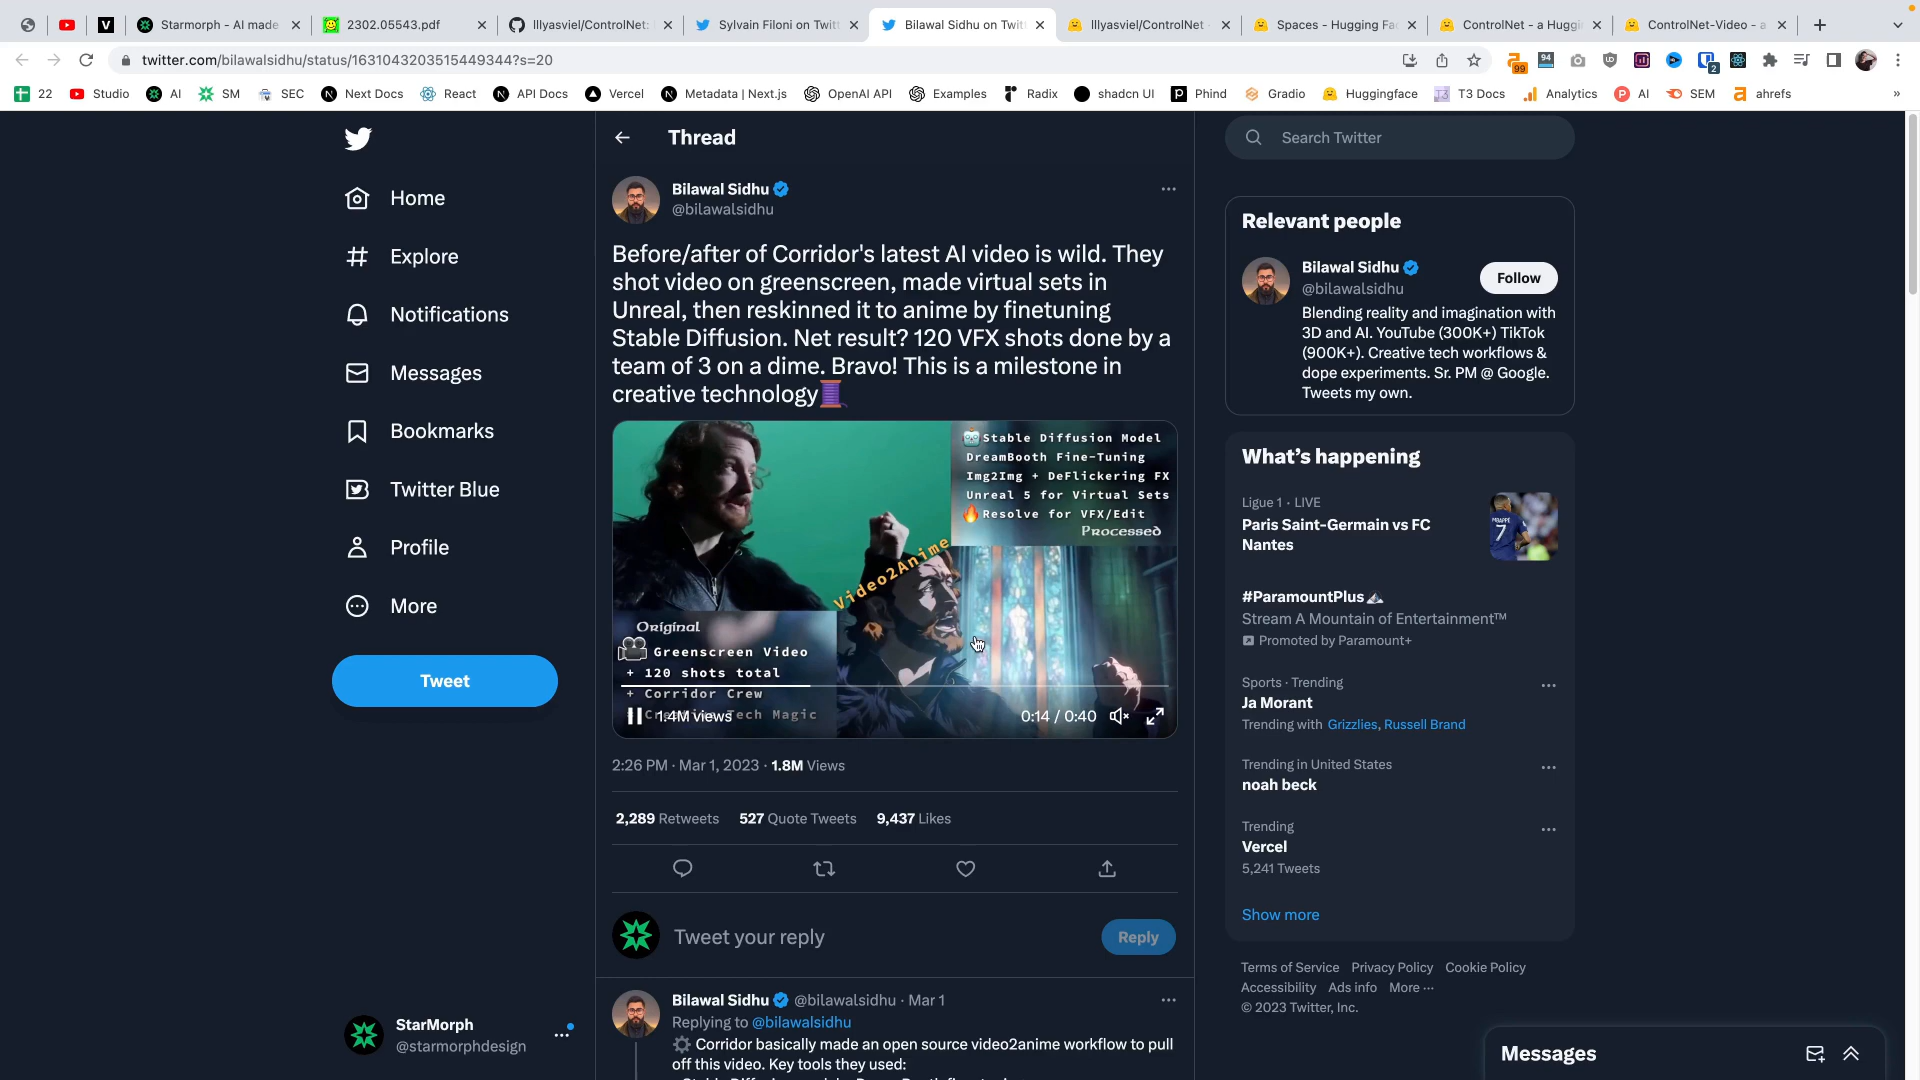 Starmorph - AI made
2302.05543.pdf
lllyasviel/ControlNet:
Sylvain Filoni on Twit
Bilawal Sidhu on Twit
lllyasviel/ControlNet -
Spaces - Hugging Fac
ControlNet - a Huggi
ControlNet-Video - a
twitter.com/bilawalsidhu/status/1631043203515449344?s=20
99
94
2
22
Studio
AI
SM
SEC
Next Docs
React
API Docs
Vercel
Metadata | Next.js
OpenAI API
Examples
Radix
shadcn UI
Phind
Gradio
Huggingface
T3 Docs
Analytics
AI
SEM
ahrefs
»
Home
Explore
Notifications
Messages
Bookmarks
Twitter Blue
Profile
More
Tweet
StarMorph
@starmorphdesign
Thread
Bilawal Sidhu
@bilawalsidhu
Before/after of Corridor's latest AI video is wild. They
shot video on greenscreen, made virtual sets in
Unreal, then reskinned it to anime by finetuning
Stable Diffusion. Net result? 120 VFX shots done by a
team of 3 on a dime. Bravo! This is a milestone in
creative technology🧵
🤖Stable Diffusion Model
DreamBooth Fine-Tuning
Img2Img + DeFlickering FX
Unreal 5 for Virtual Sets
🔥Resolve for VFX/Edit
Processed
Video2Anime
Original
🎥 Greenscreen Video
+ 120 shots total
+ Corridor Crew
Tech Magic
1.4M views
0:14 / 0:40
2:26 PM · Mar 1, 2023 · 1.8M Views
2,289 Retweets 527 Quote Tweets 9,437 Likes
Tweet your reply
Reply
Bilawal Sidhu @bilawalsidhu · Mar 1
Replying to @bilawalsidhu
⚙️ Corridor basically made an open source video2anime workflow to pull
off this video. Key tools they used:
Search Twitter
Relevant people
Bilawal Sidhu
@bilawalsidhu
Follow
Blending reality and imagination with
3D and AI. YouTube (300K+) TikTok
(900K+). Creative tech workflows &
dope experiments. Sr. PM @ Google.
Tweets my own.
What's happening
Ligue 1 · LIVE
Paris Saint-Germain vs FC
Nantes
#ParamountPlus
Stream A Mountain of Entertainment™
Promoted by Paramount+
Sports · Trending
Ja Morant
Trending with Grizzlies, Russell Brand
Trending in United States
noah beck
Trending
Vercel
5,241 Tweets
Show more
Terms of Service Privacy Policy Cookie Policy
Accessibility Ads info More ···
© 2023 Twitter, Inc.
Messages